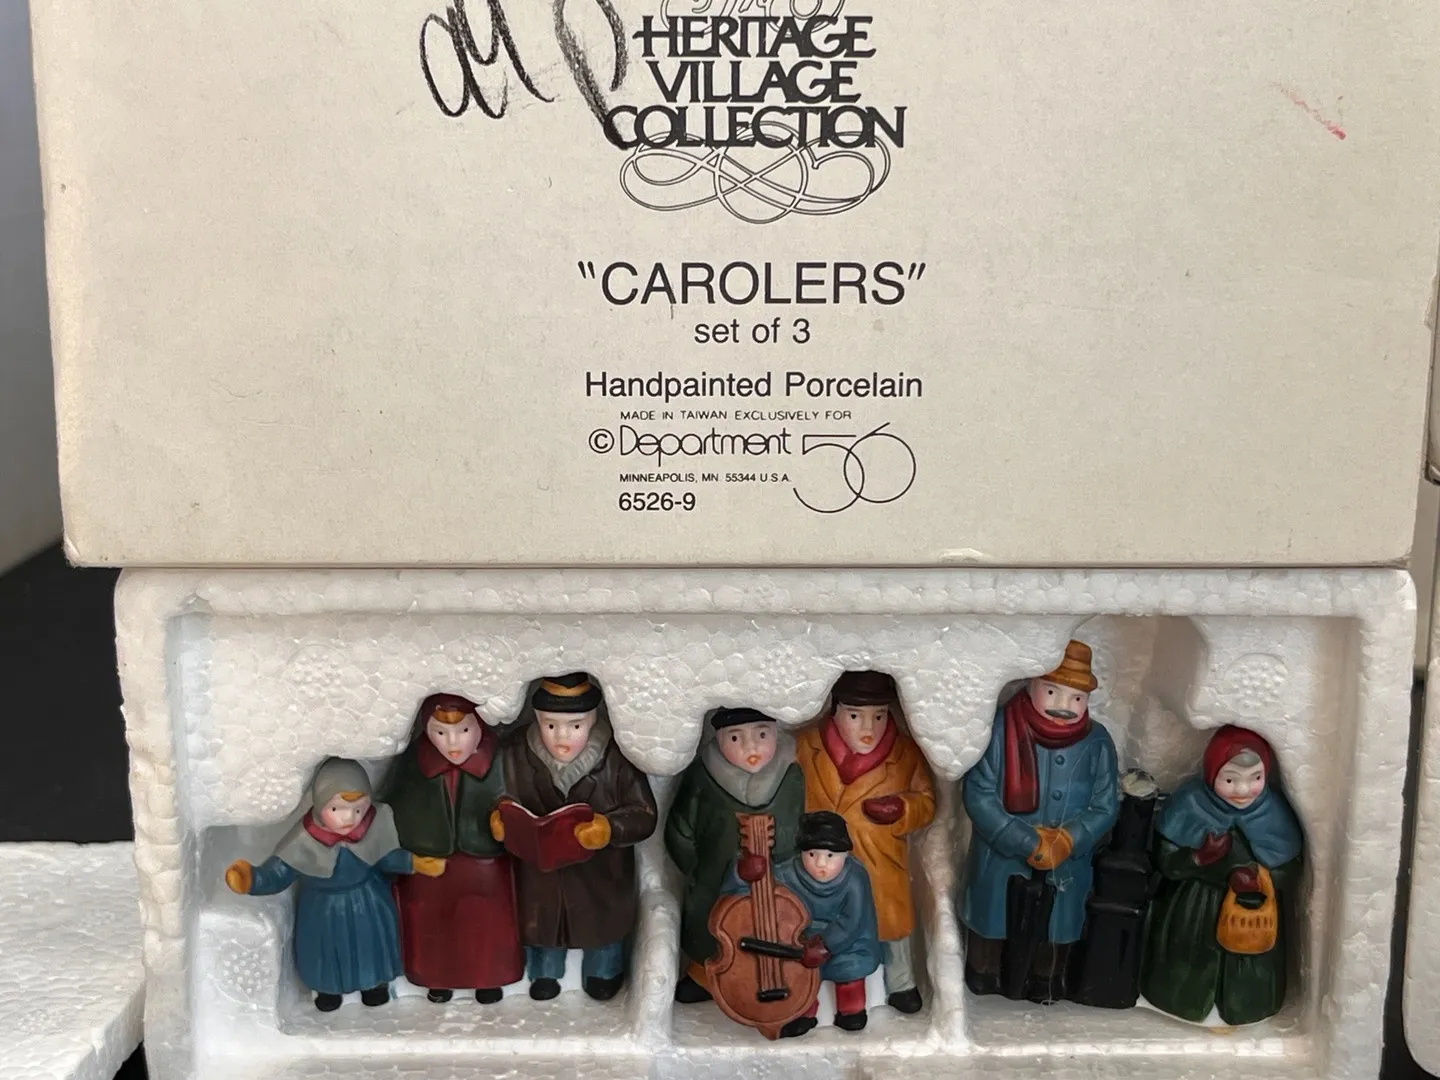 HERITAGE
VILLAGE
COLLECTION
"CAROLERS"
set of 3
Handpainted Porcelain
MADE IN TAIWAN EXCLUSIVELY FOR
© Department 56
MINNEAPOLIS, MN 55344 U.S.A.
6526-9